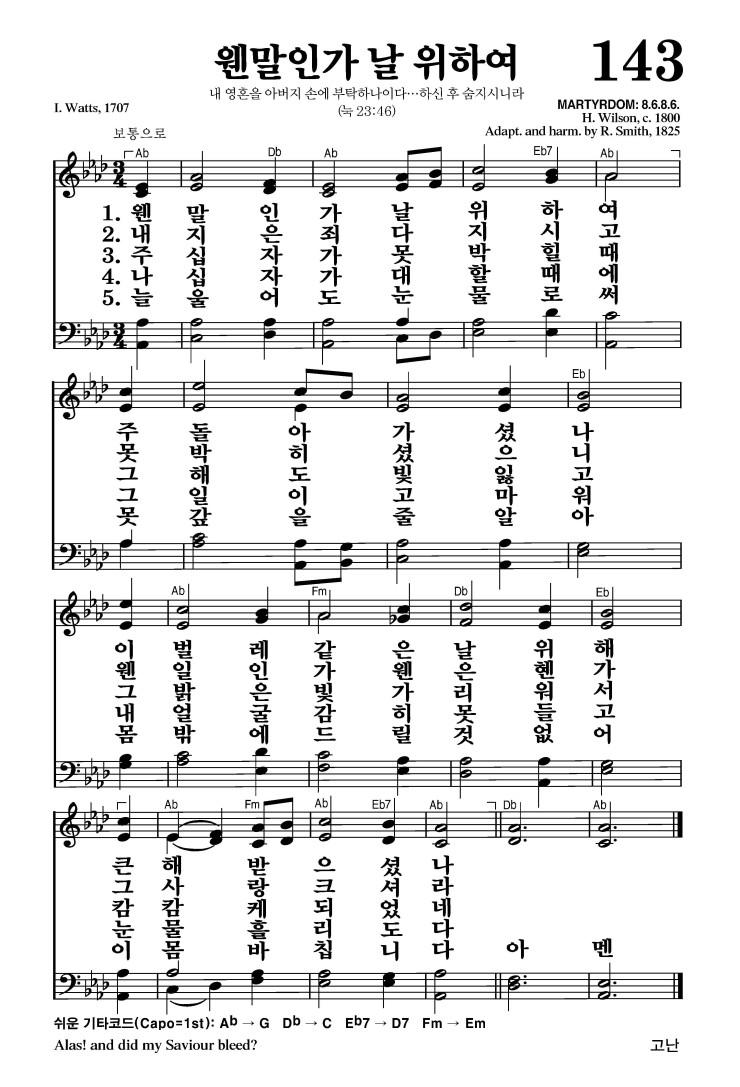 웬말인가 날 위하여
143
내 영혼을 아버지 손에 부탁하나이다…하신 후 숨지시니라
(눅 23:46)
I. Watts, 1707
MARTYRDOM: 8.6.8.6.
H. Wilson, c. 1800
Adapt. and harm. by R. Smith, 1825
보통으로
Ab Db Ab Eb7 Ab
1. 웬 말 인 가 날 위 하 여
2. 내 지 은 죄 다 지 시 고
3. 주 십 자 가 못 박 힐 때
4. 나 십 자 가 대 할 때 에
5. 늘 울 어 도 눈 물 로 써
Eb
주 돌 아 가 셨 나
못 박 히 셨 으 니
그 해 도 빛 잃 고
그 일 이 고 마 워
못 갚 을 줄 알 아
Ab Fm Db Eb
이 벌 레 같 은 날 위 해
웬 일 인 가 웬 은 혠 가
그 밝 은 빛 가 리 워 서
내 얼 굴 감 히 못 들 고
몸 밖 에 드 릴 것 없 어
Ab Fm Ab Eb7 Ab Db Ab
큰 해 받 으 셨 나
그 사 랑 크 셔 라
캄 캄 케 되 었 네
눈 물 흘 리 도 다
이 몸 바 칩 니 다 아 멘
쉬운 기타코드(Capo=1st): A♭ → G D♭ → C E♭7 → D7 Fm → Em
Alas! and did my Saviour bleed?
고난